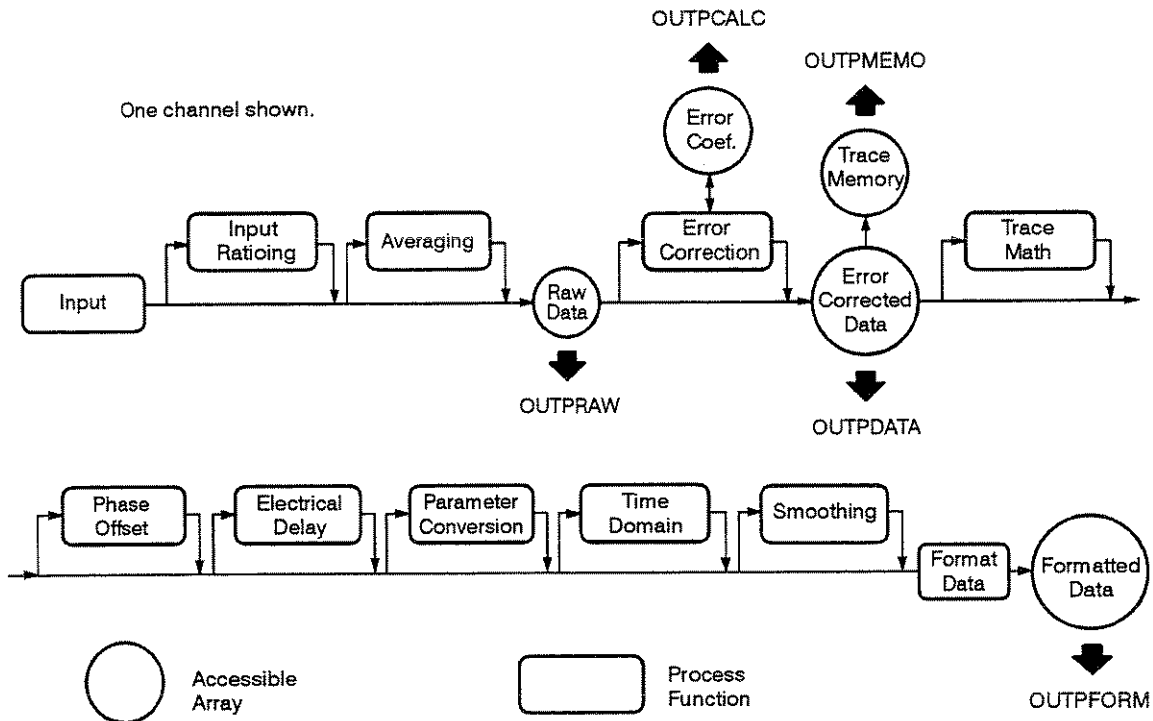 OUTPCALC
OUTPMEMO
One channel shown.
Error
Coef.
Trace
Memory
Input
Ratioing
Averaging
Error
Correction
Trace
Math
Input
Raw
Data
Error
Corrected
Data
OUTPRAW
OUTPDATA
Phase
Offset
Electrical
Delay
Parameter
Conversion
Time
Domain
Smoothing
Format
Data
Formatted
Data
Accessible
Array
Process
Function
OUTPFORM